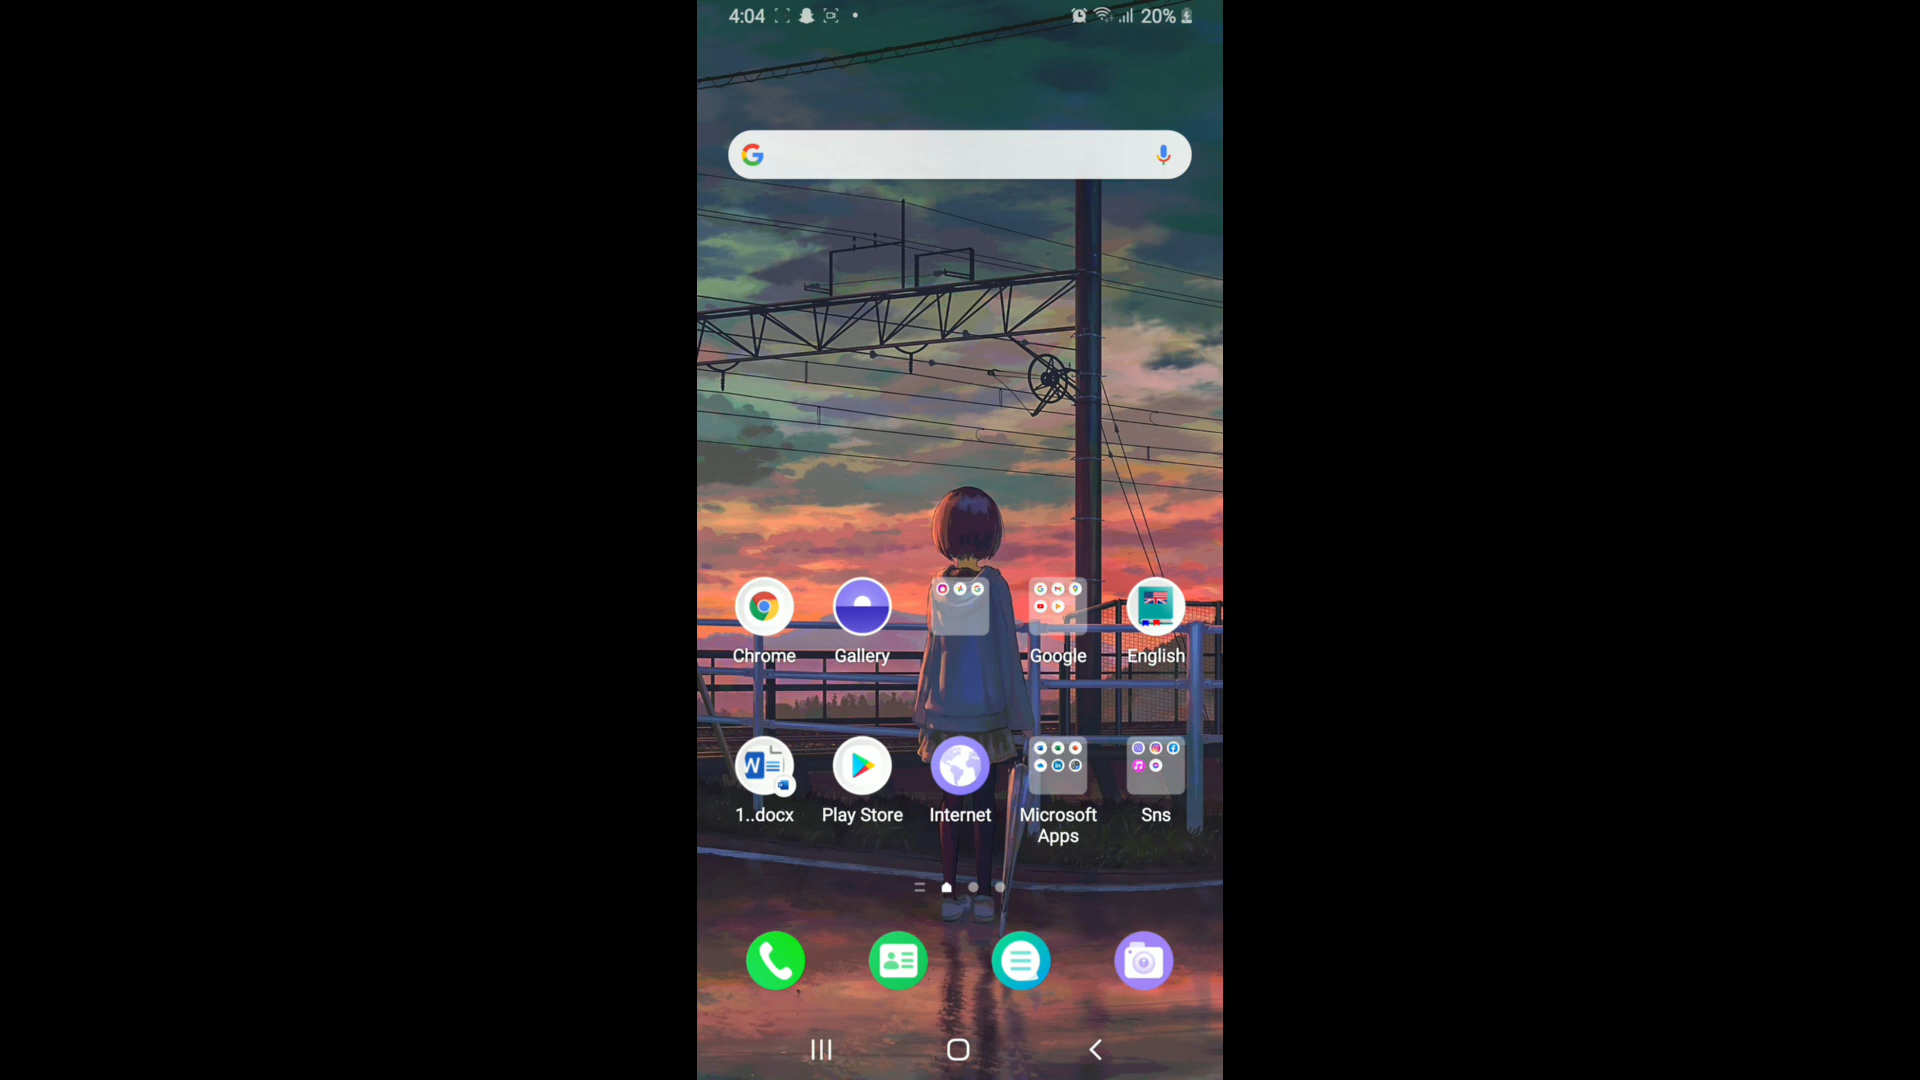 4:04 20%
Chrome Gallery Google English
1..docx Play Store Internet Microsoft Apps Sns